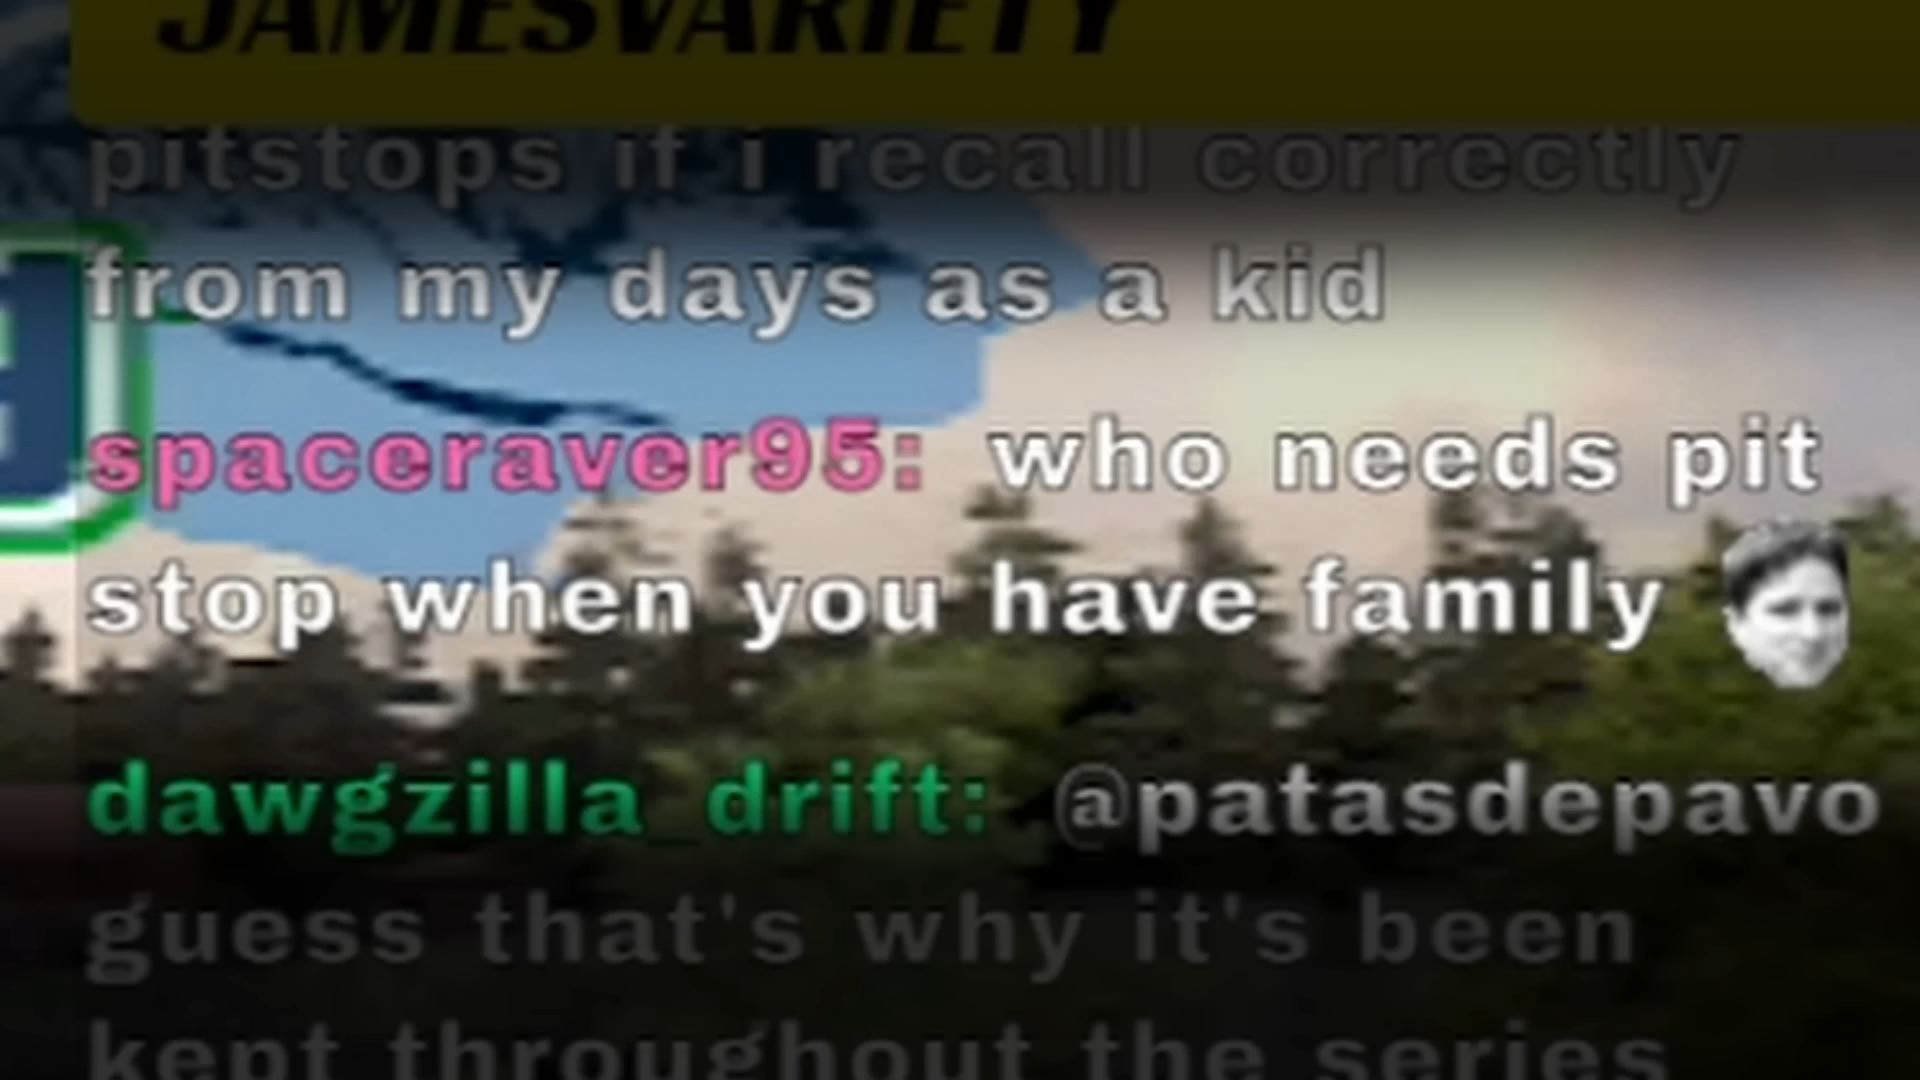 JAMESVARIETY
pitstops if i recall correctly
from my days as a kid
spaceraver95: who needs pit
stop when you have family
dawgzilla_drift: @patasdepavo
guess that's why it's been
kept throughout the series